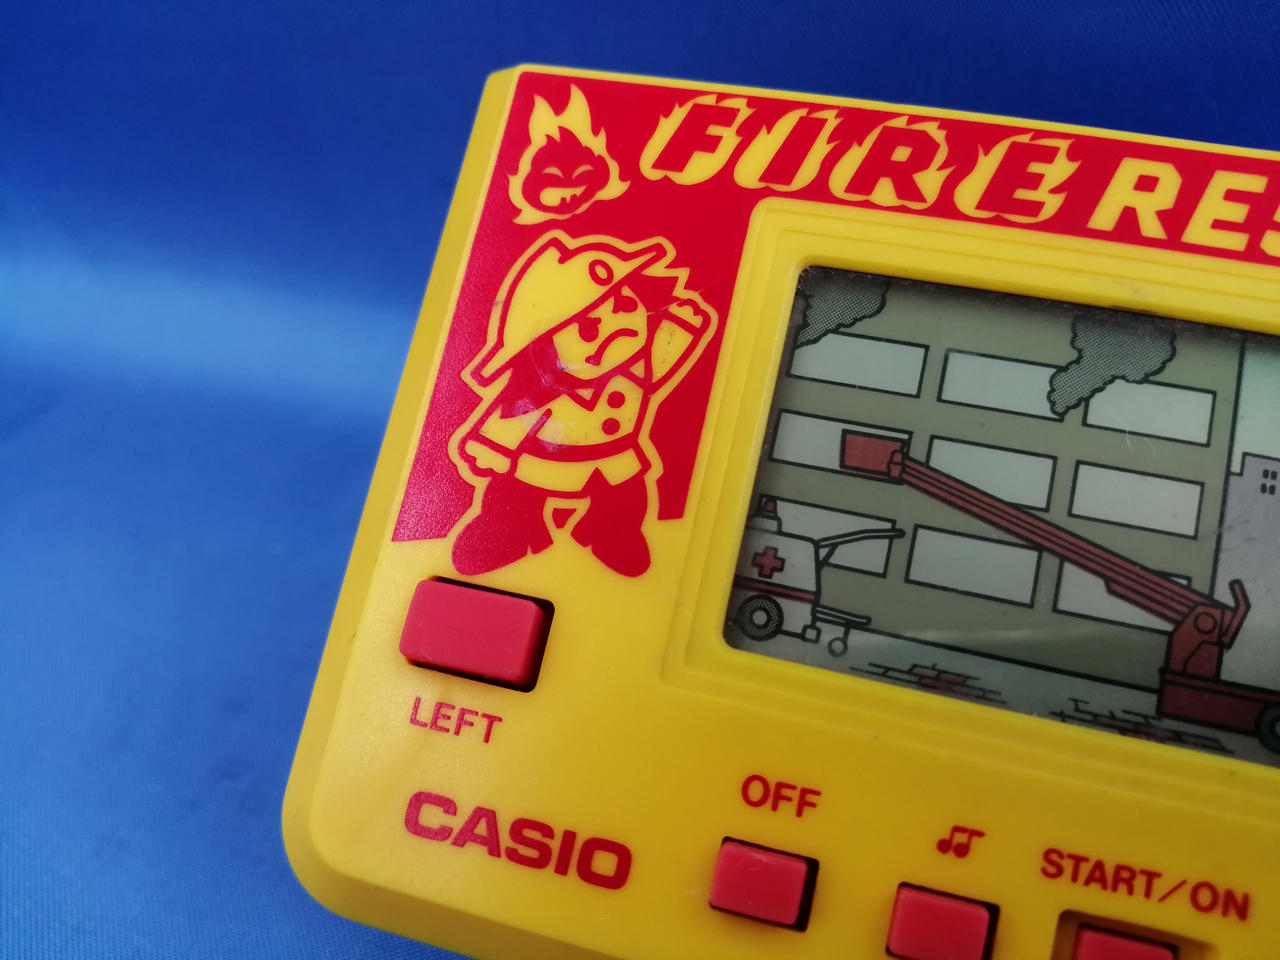 FIRE RES
LEFT
CASIO
OFF
START/ON